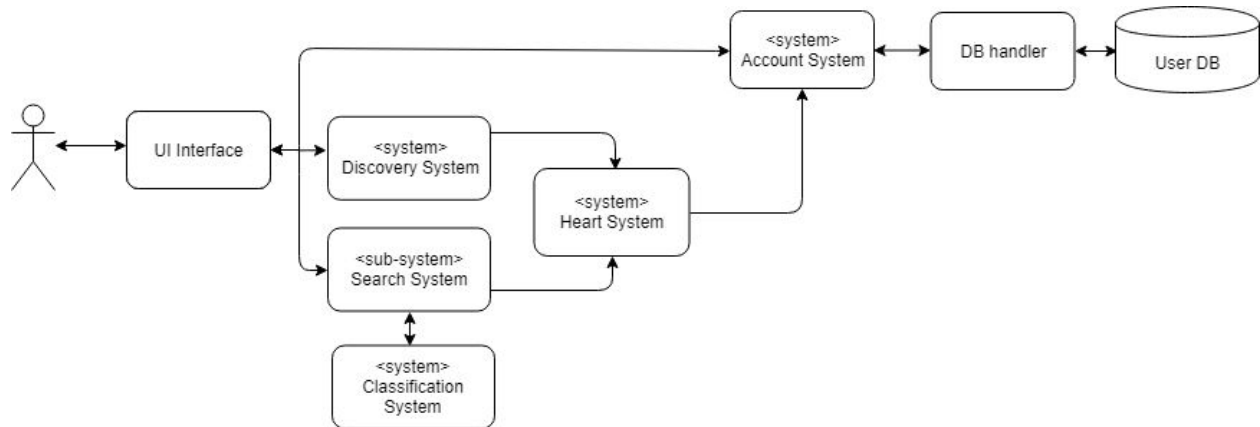 <system>
Account System
DB handler
User DB
UI Interface
<system>
Discovery System
<system>
Heart System
<sub-system>
Search System
<system>
Classification
System